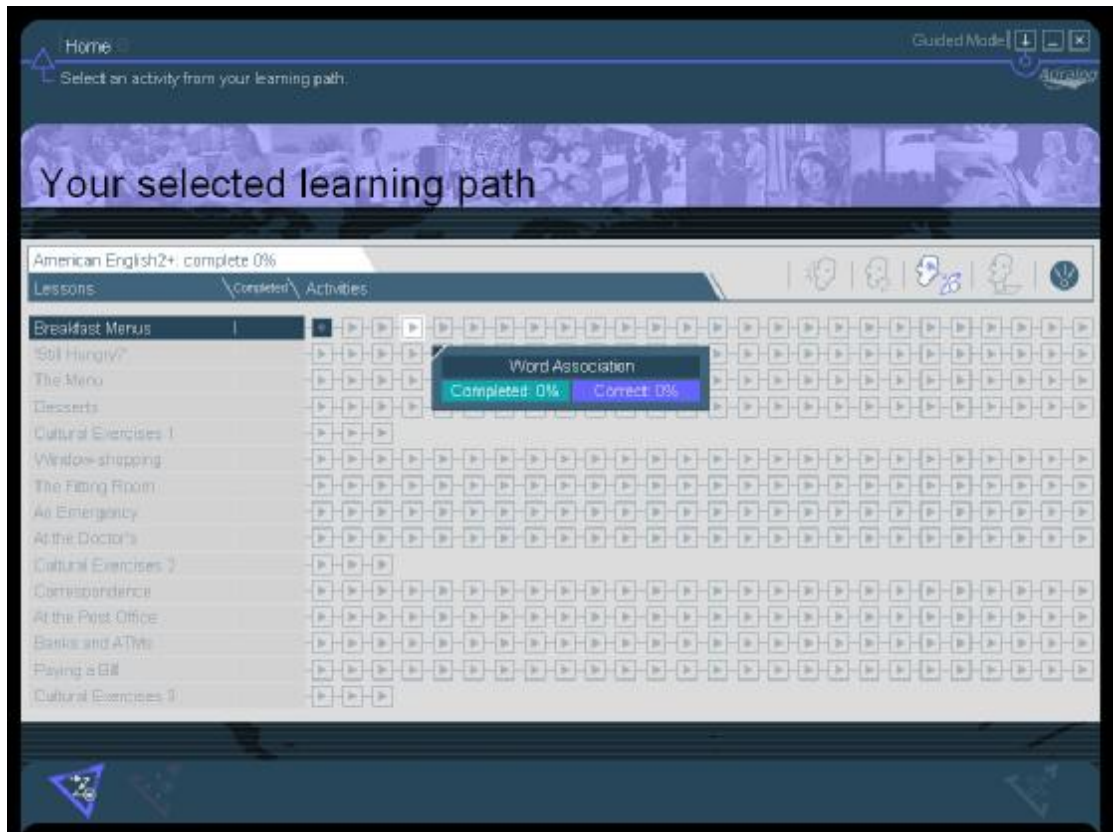 Home
Guided Mode
Select an activity from your learning path.
Auralog
Your selected learning path
American English2+: complete 0%
Lessons Completed Activities
Breakfast Menus
'Still Hungry?'
The Menu
Desserts
Cultural Exercises 1
Window-shopping
The Fitting Room
An Emergency
At the Doctor's
Cultural Exercises 2
Correspondence
At the Post Office
Banks and ATMs
Paying a Bill
Cultural Exercises 3
Word Association
Completed: 0% Correct: 0%